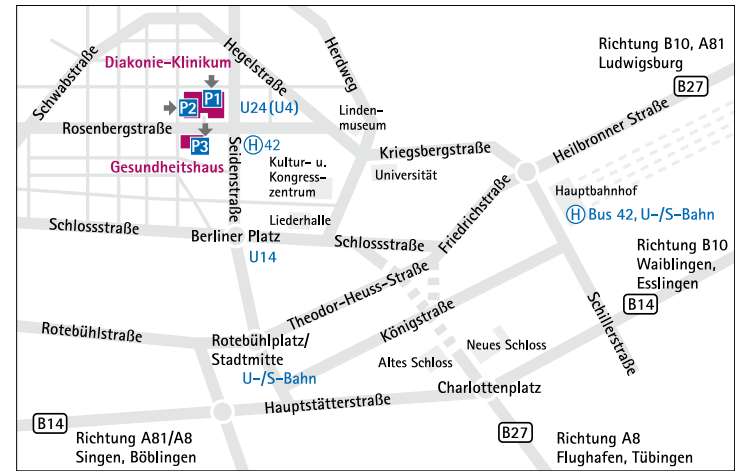 Schwabstraße
Hegelstraße
Herdweg
Diakonie-Klinikum
P1
P2
U24 (U4)
Linden-
museum
Richtung B10, A81
Ludwigsburg
B27
Heilbronner Straße
Rosenbergstraße
P3
Gesundheitshaus
Seidenstraße
H 42
Kultur- u.
Kongress-
zentrum
Kriegsbergstraße
Universität
Friedrichstraße
Hauptbahnhof
H Bus 42, U-/S-Bahn
Liederhalle
Schlossstraße
Berliner Platz
U14
Schlossstraße
Richtung B10
Waiblingen,
Esslingen
B14
Schillerstraße
Theodor-Heuss-Straße
Königstraße
Rotebühlstraße
Rotebühlplatz/
Stadtmitte
U-/S-Bahn
Neues Schloss
Altes Schloss
Charlottenplatz
Hauptstätterstraße
B14
Richtung A81/A8
Singen, Böblingen
B27
Richtung A8
Flughafen, Tübingen